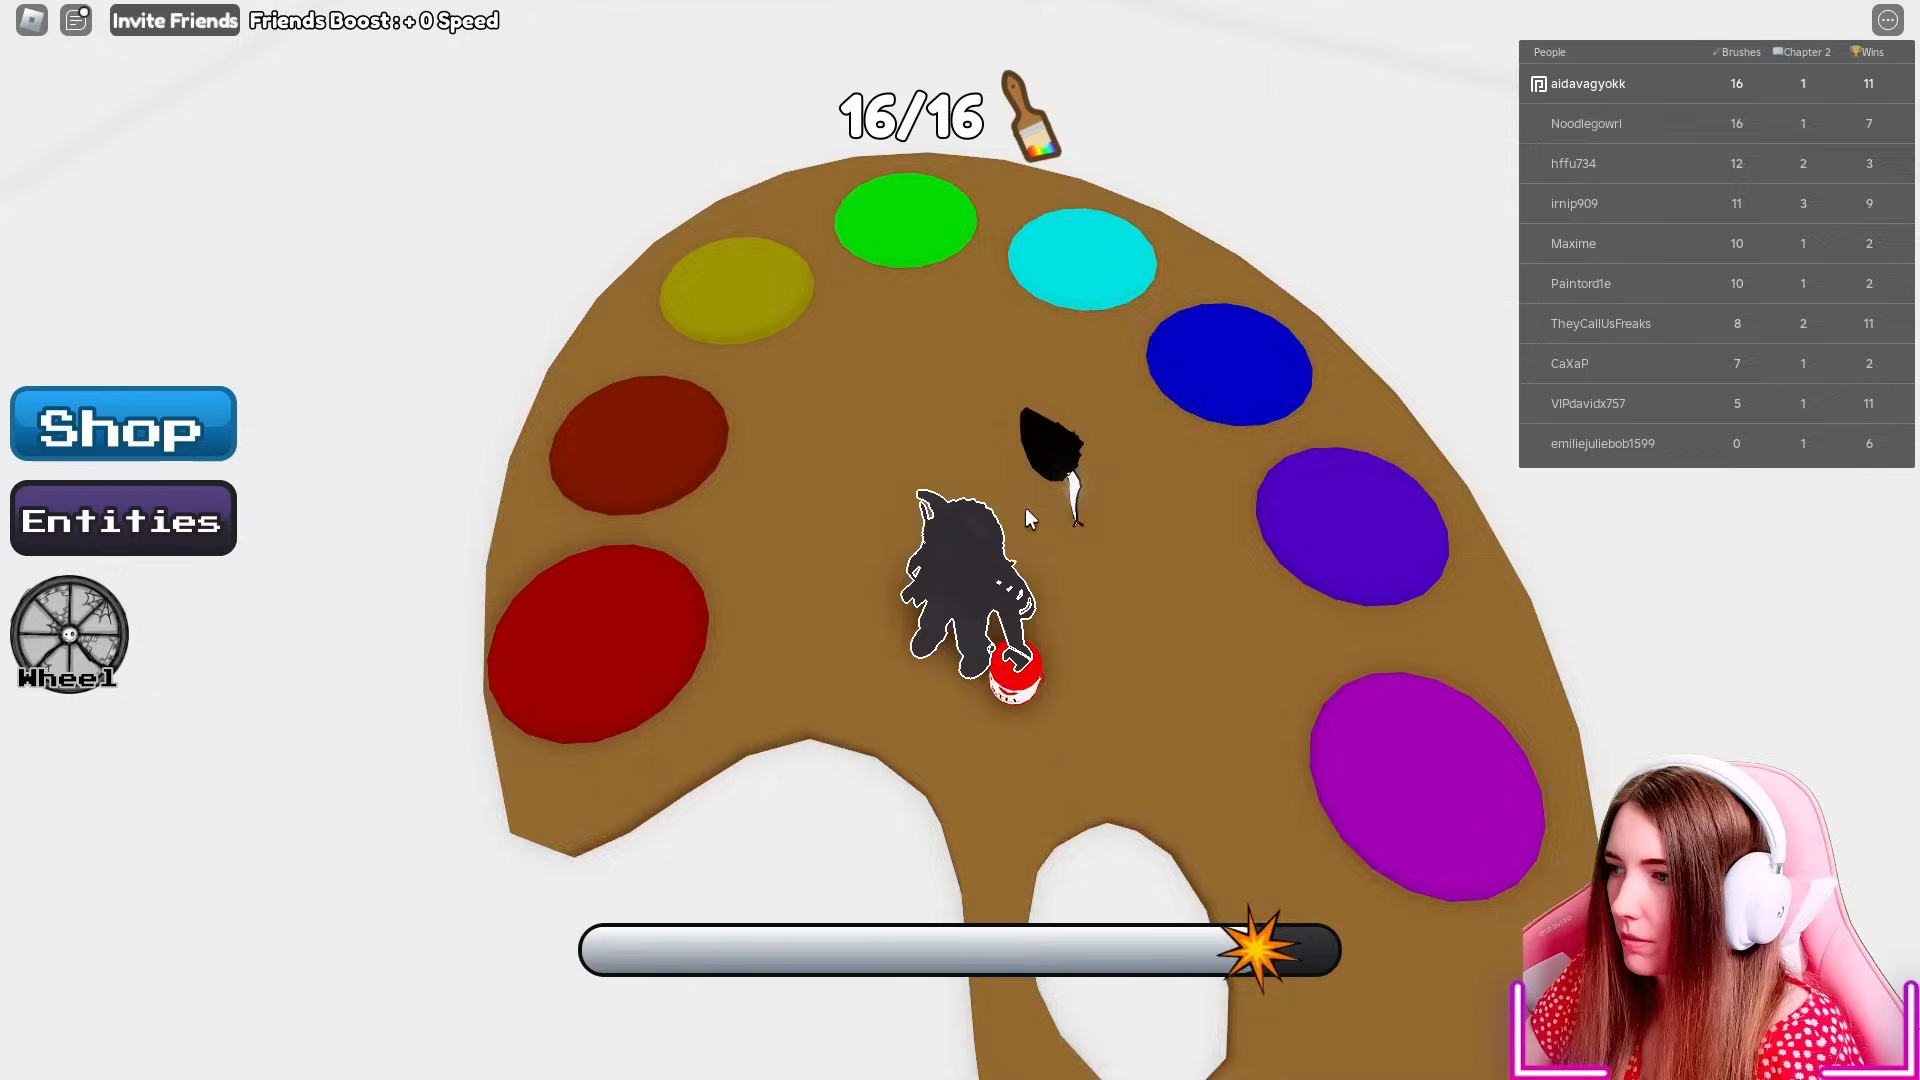 Invite Friends Friends Boost : + 0 Speed
16/16
People Brushes Chapter 2 Wins
aidavagyokk 16 1 11
Noodlegowrl 16 1 7
hffu734 12 2 3
irnip909 11 3 9
Maxime 10 1 2
Paintord1e 10 1 2
TheyCallUsFreaks 8 2 11
CaXaP 7 1 2
VIPdavidx757 5 1 11
emiliejuliebob1599 0 1 6
Shop
Entities
Wheel